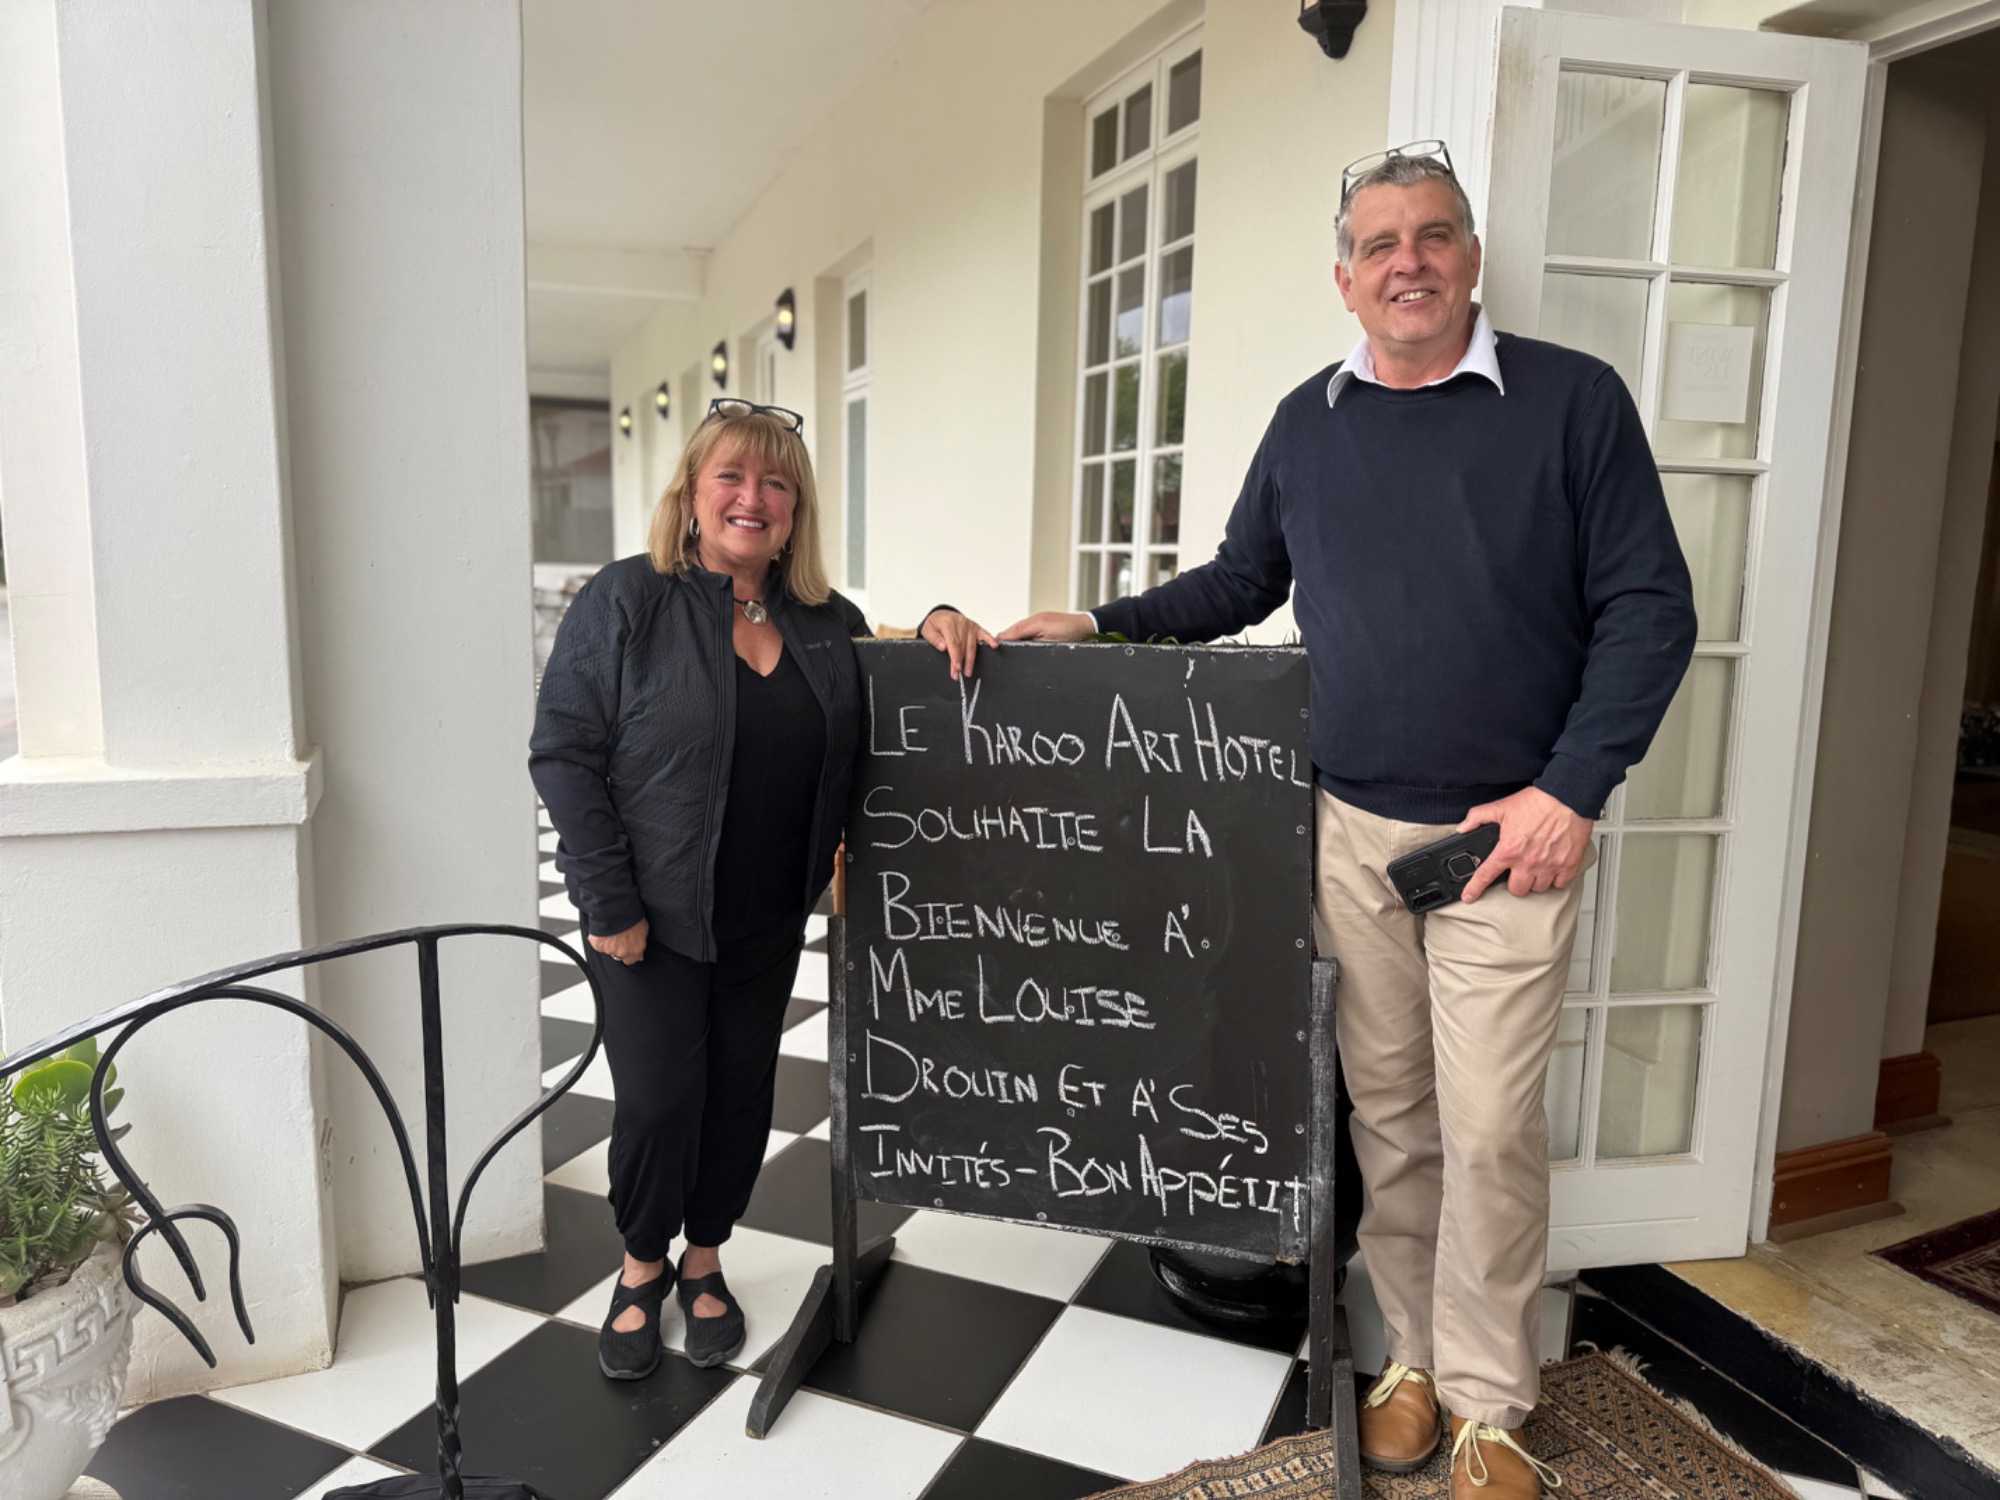 Le Karoo Art Hotel
Souhaite La
Bienvenue à.
Mme Louise
Drouin Et à Ses
Invités - Bon Appétit